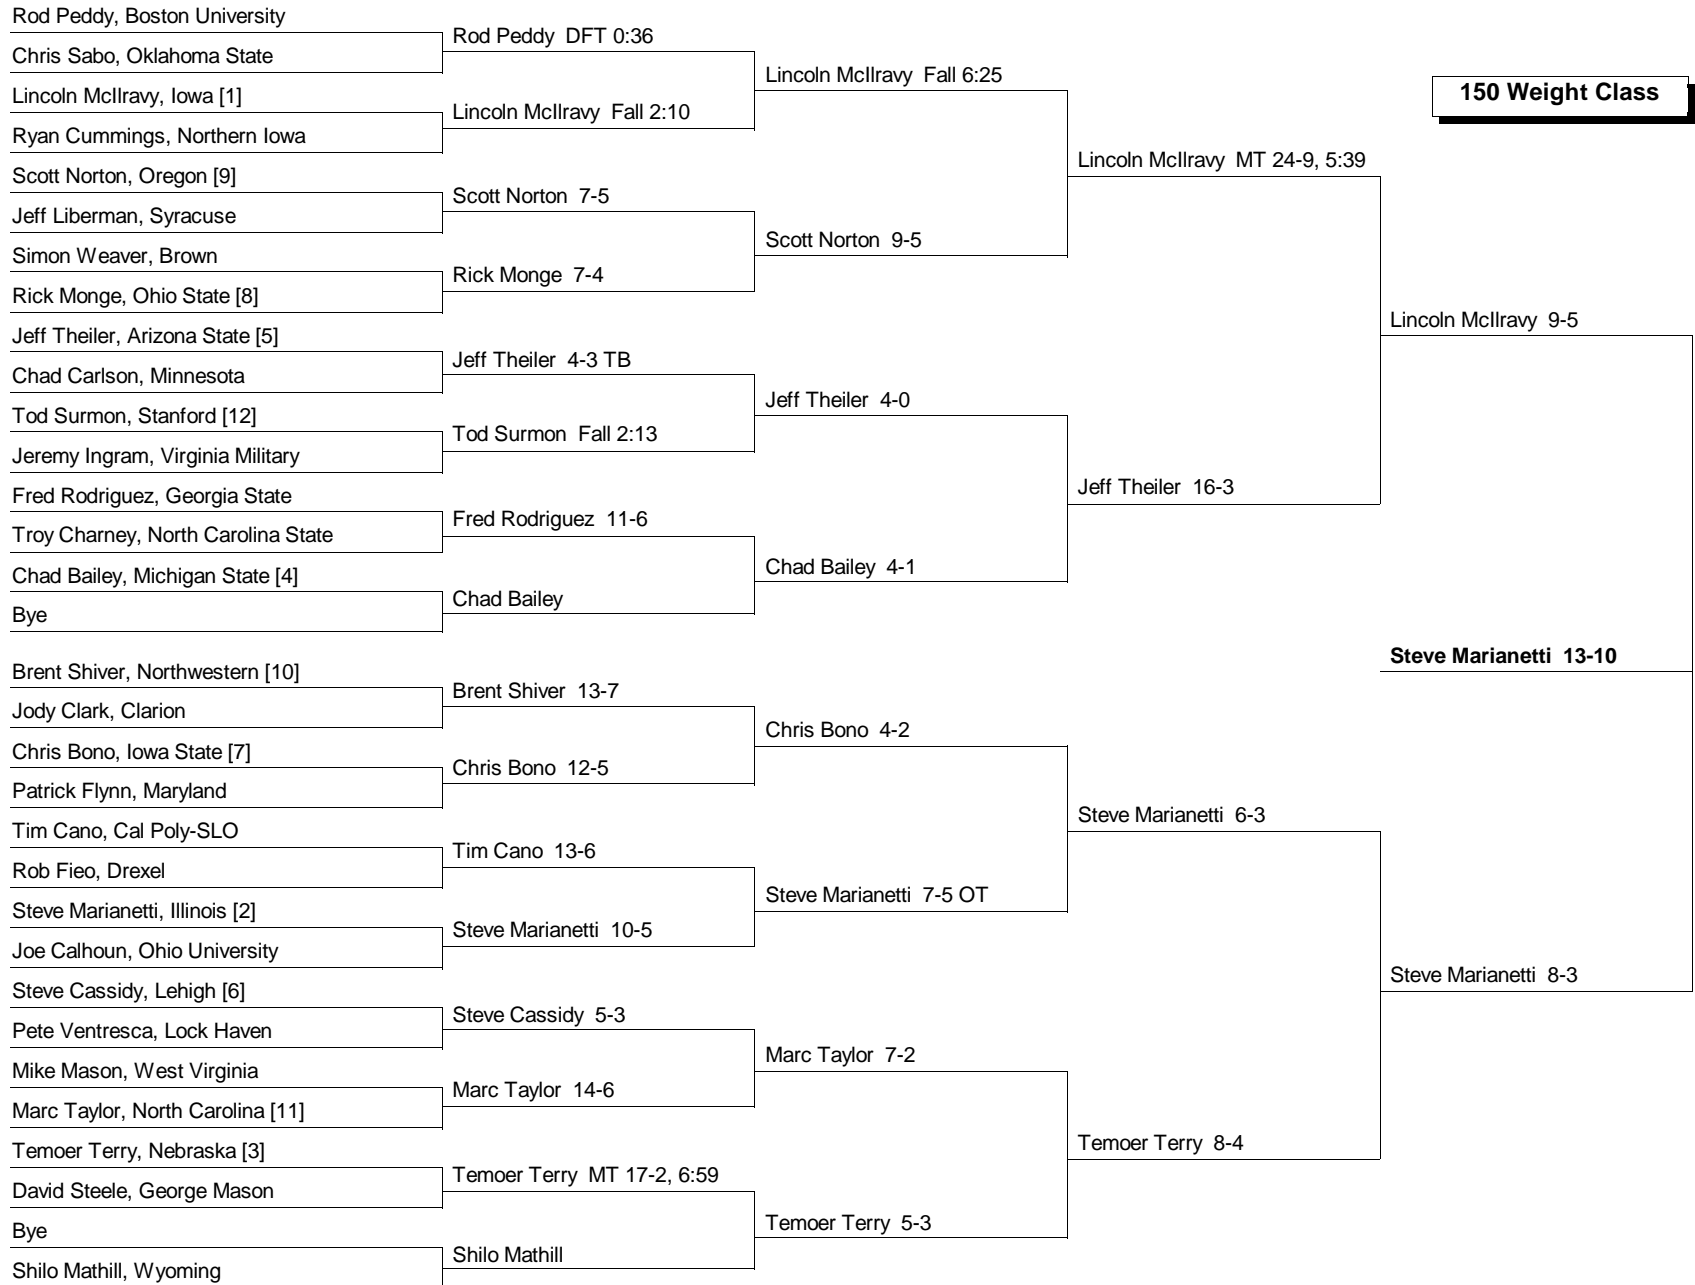 Rod Peddy, Boston University
Chris Sabo, Oklahoma State
Lincoln McIlravy, Iowa [1]
Ryan Cummings, Northern Iowa
Scott Norton, Oregon [9]
Jeff Liberman, Syracuse
Simon Weaver, Brown
Rick Monge, Ohio State [8]
Jeff Theiler, Arizona State [5]
Chad Carlson, Minnesota
Tod Surmon, Stanford [12]
Jeremy Ingram, Virginia Military
Fred Rodriguez, Georgia State
Troy Charney, North Carolina State
Chad Bailey, Michigan State [4]
Bye
Brent Shiver, Northwestern [10]
Jody Clark, Clarion
Chris Bono, Iowa State [7]
Patrick Flynn, Maryland
Tim Cano, Cal Poly-SLO
Rob Fieo, Drexel
Steve Marianetti, Illinois [2]
Joe Calhoun, Ohio University
Steve Cassidy, Lehigh [6]
Pete Ventresca, Lock Haven
Mike Mason, West Virginia
Marc Taylor, North Carolina [11]
Temoer Terry, Nebraska [3]
David Steele, George Mason
Bye
Shilo Mathill, Wyoming
Rod Peddy DFT 0:36
Lincoln McIlravy Fall 2:10
Scott Norton 7-5
Rick Monge 7-4
Jeff Theiler 4-3 TB
Tod Surmon Fall 2:13
Fred Rodriguez 11-6
Chad Bailey
Brent Shiver 13-7
Chris Bono 12-5
Tim Cano 13-6
Steve Marianetti 10-5
Steve Cassidy 5-3
Marc Taylor 14-6
Temoer Terry MT 17-2, 6:59
Shilo Mathill
Lincoln McIlravy Fall 6:25
Scott Norton 9-5
Jeff Theiler 4-0
Chad Bailey 4-1
Chris Bono 4-2
Steve Marianetti 7-5 OT
Marc Taylor 7-2
Temoer Terry 5-3
Lincoln McIlravy MT 24-9, 5:39
Jeff Theiler 16-3
Steve Marianetti 6-3
Temoer Terry 8-4
150 Weight Class
Lincoln McIlravy 9-5
Steve Marianetti 13-10
Steve Marianetti 8-3